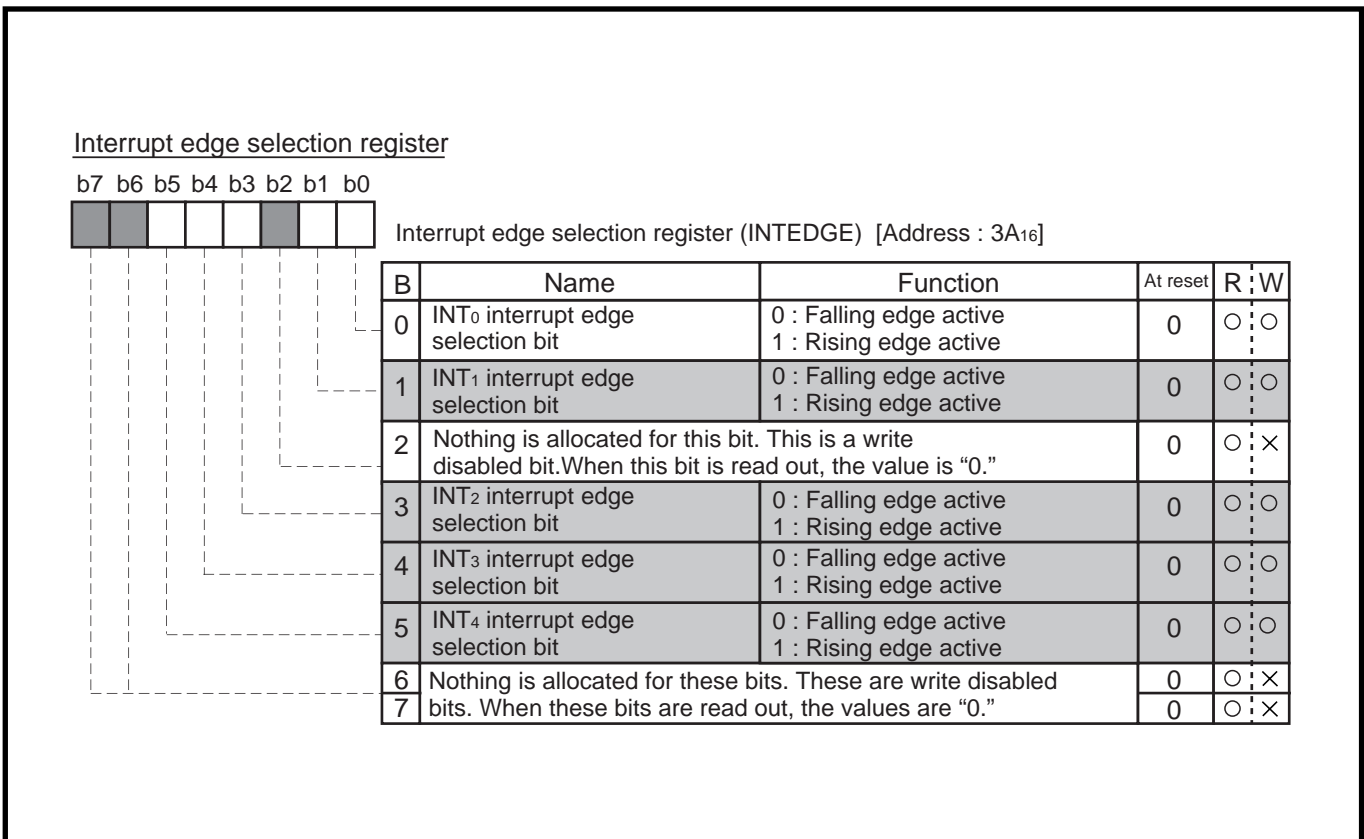 Interrupt edge selection register
b7 b6 b5 b4 b3 b2 b1 b0
Interrupt edge selection register (INTEDGE) [Address : 3A16]
B Name Function At reset R W
0 INT0 interrupt edge selection bit 0 : Falling edge active 1 : Rising edge active 0 ○ ○
1 INT1 interrupt edge selection bit 0 : Falling edge active 1 : Rising edge active 0 ○ ○
2 Nothing is allocated for this bit. This is a write disabled bit.When this bit is read out, the value is “0.” 0 ○ ×
3 INT2 interrupt edge selection bit 0 : Falling edge active 1 : Rising edge active 0 ○ ○
4 INT3 interrupt edge selection bit 0 : Falling edge active 1 : Rising edge active 0 ○ ○
5 INT4 interrupt edge selection bit 0 : Falling edge active 1 : Rising edge active 0 ○ ○
6 Nothing is allocated for these bits. These are write disabled 0 ○ ×
7 bits. When these bits are read out, the values are “0.” 0 ○ ×